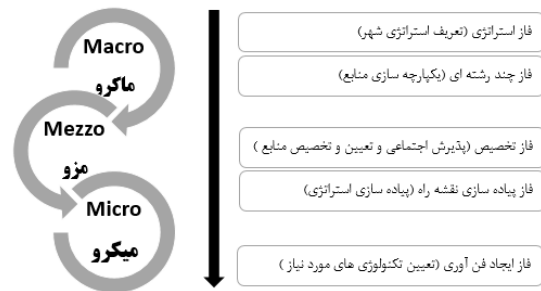 Macro
ماکرو
Mezzo
مزو
Micro
میکرو
فاز استراتژی (تعریف استراتژی شهر)
فاز چند رشته ای (یکپارچه سازی منابع)
فاز تخصیص (پذیرش اجتماعی و تعیین و تخصیص منابع )
فاز پیاده سازی نقشه راه (پیاده سازی استراتژی)
فاز ایجاد فن آوری (تعیین تکنولوژی های مورد نیاز )